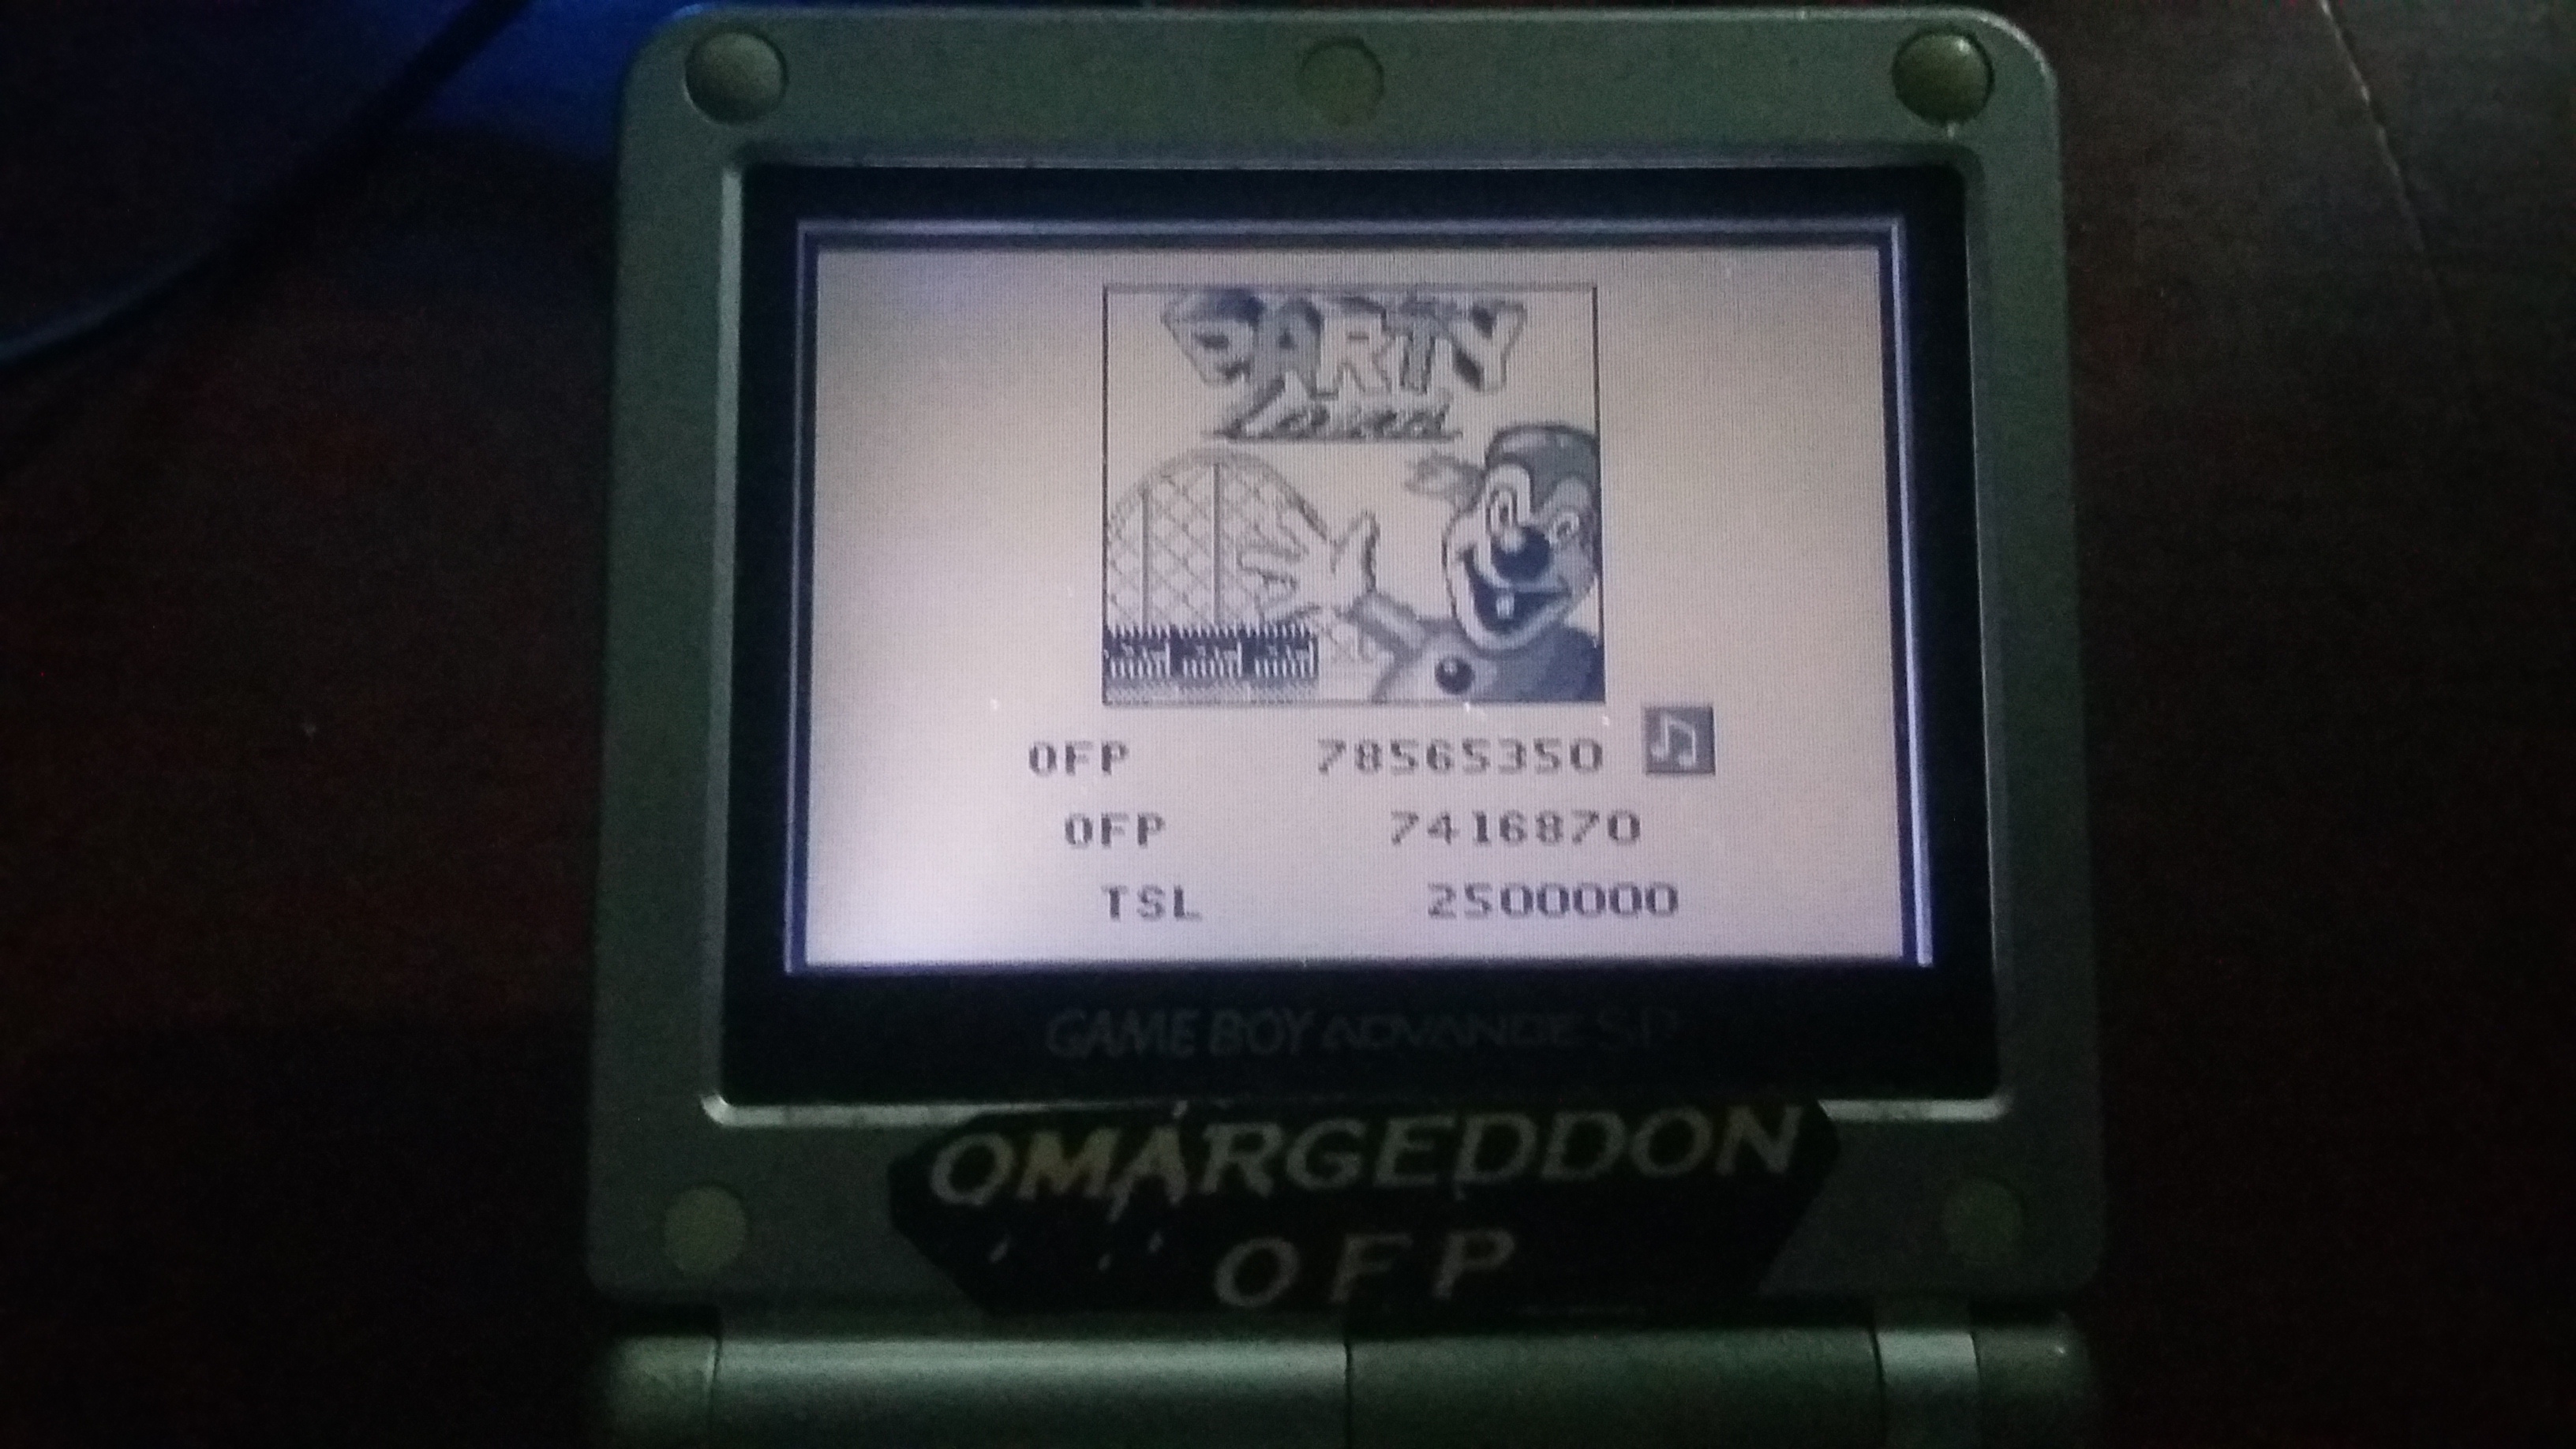 PARTY
Land
OFP 78565350
OFP 7416870
TSL 2500000
GAME BOY ADVANCE SP
OMARGEDDON
OFP